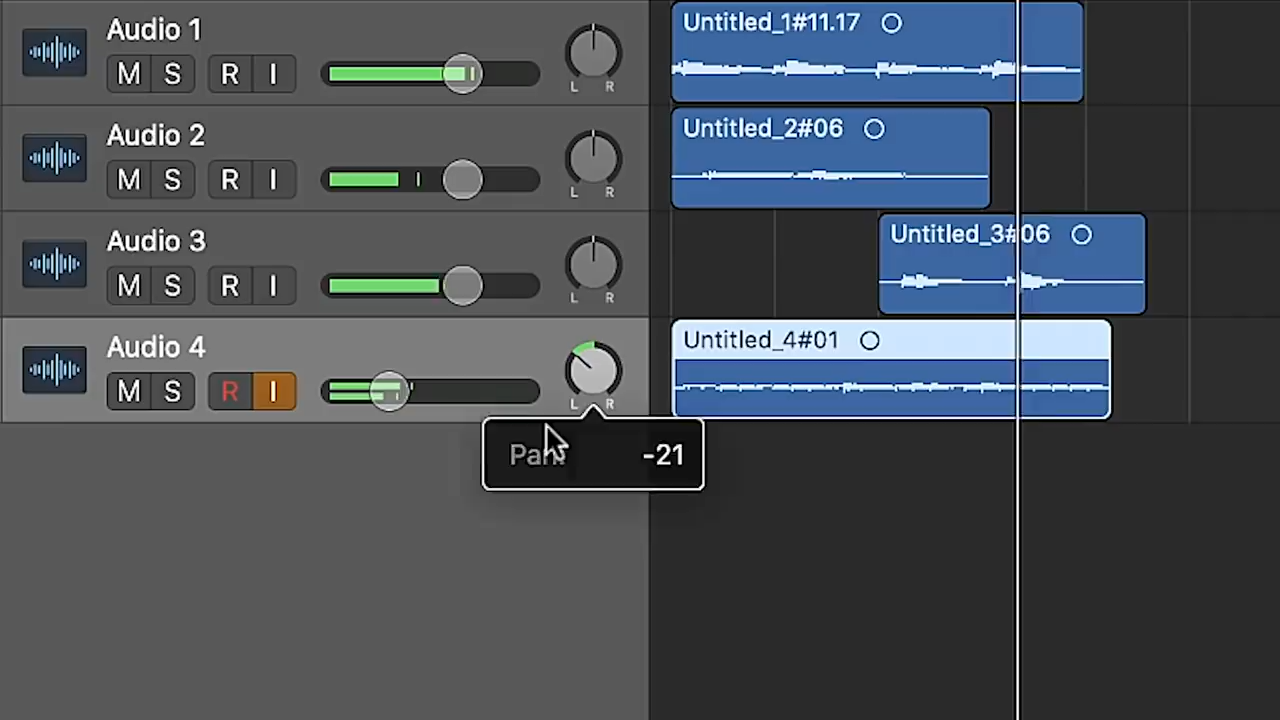 Audio 1
M S R I
L R
Untitled_1#11.17
Audio 2
M S R I
L R
Untitled_2#06
Audio 3
M S R I
L R
Untitled_3#06
Audio 4
M S R I
L R
Untitled_4#01
Pan: -21